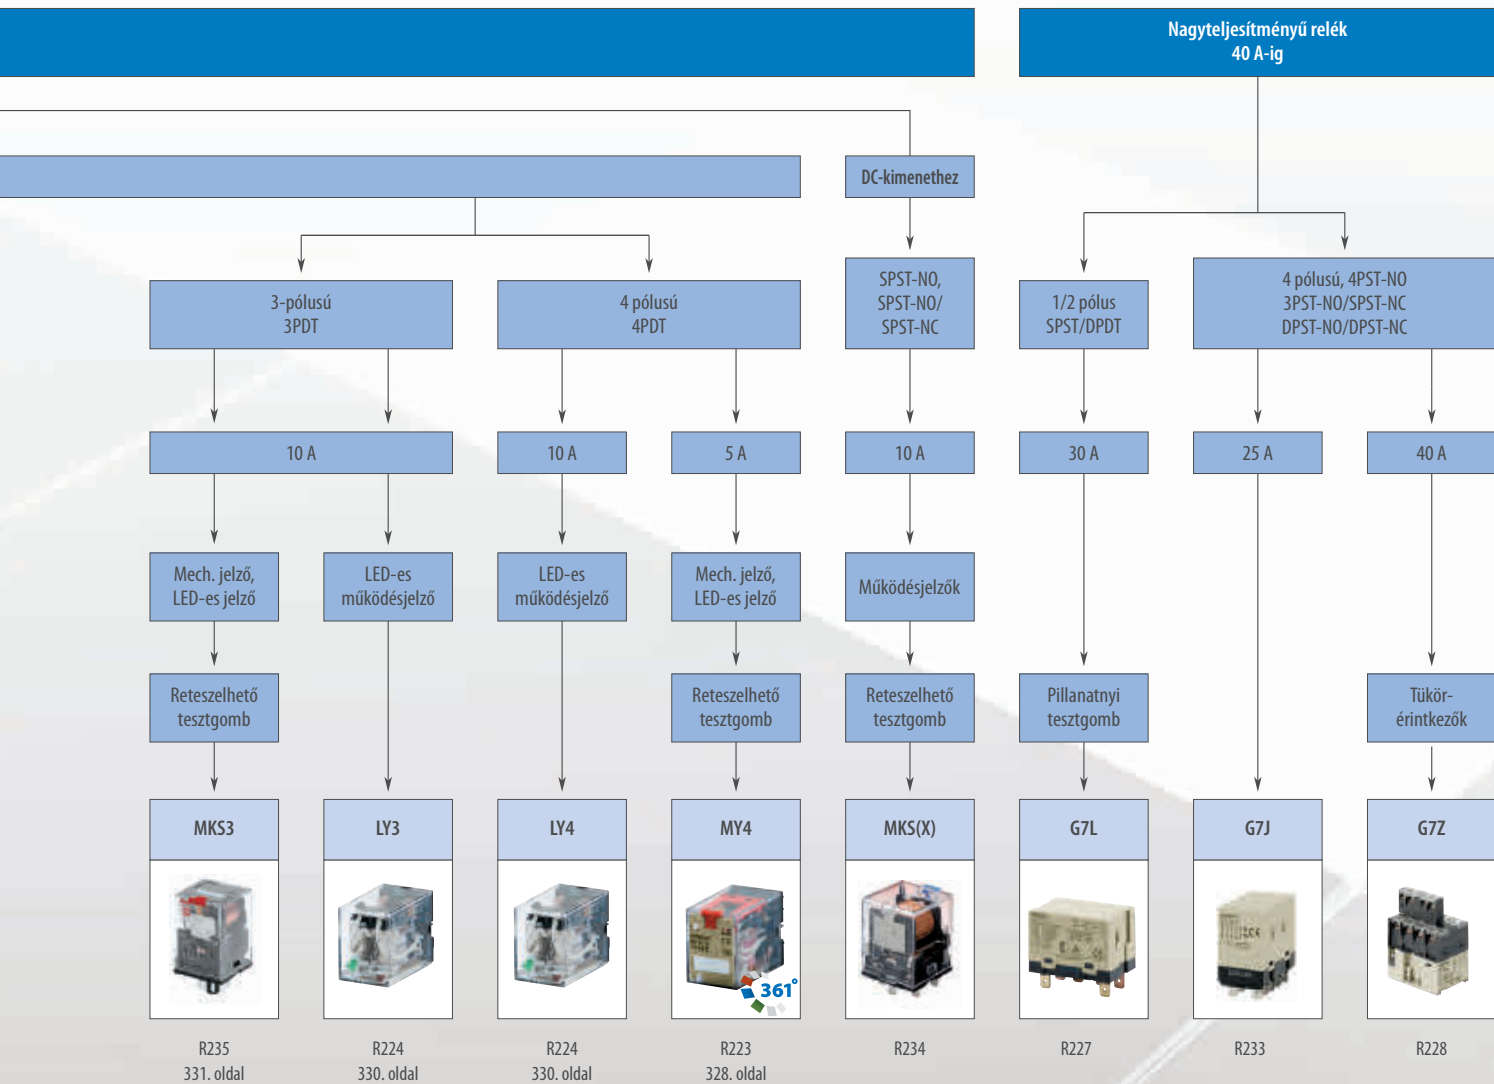 Nagyteljesítményű relék
40 A-ig
DC-kimenethez
3-pólusú
3PDT
4 pólusú
4PDT
SPST-NO,
SPST-NO/
SPST-NC
1/2 pólus
SPST/DPDT
4 pólusú, 4PST-NO
3PST-NO/SPST-NC
DPST-NO/DPST-NC
10 A
10 A
5 A
10 A
30 A
25 A
40 A
Mech. jelző,
LED-es jelző
LED-es
működésjelző
LED-es
működésjelző
Mech. jelző,
LED-es jelző
Működésjelzők
Reteszelhető
tesztgomb
Reteszelhető
tesztgomb
Reteszelhető
tesztgomb
Pillanatnyi
tesztgomb
Tükör-
érintkezők
MKS3
LY3
LY4
MY4
MKS(X)
G7L
G7J
G7Z
361°
R235
331. oldal
R224
330. oldal
R224
330. oldal
R223
328. oldal
R234
R227
R233
R228